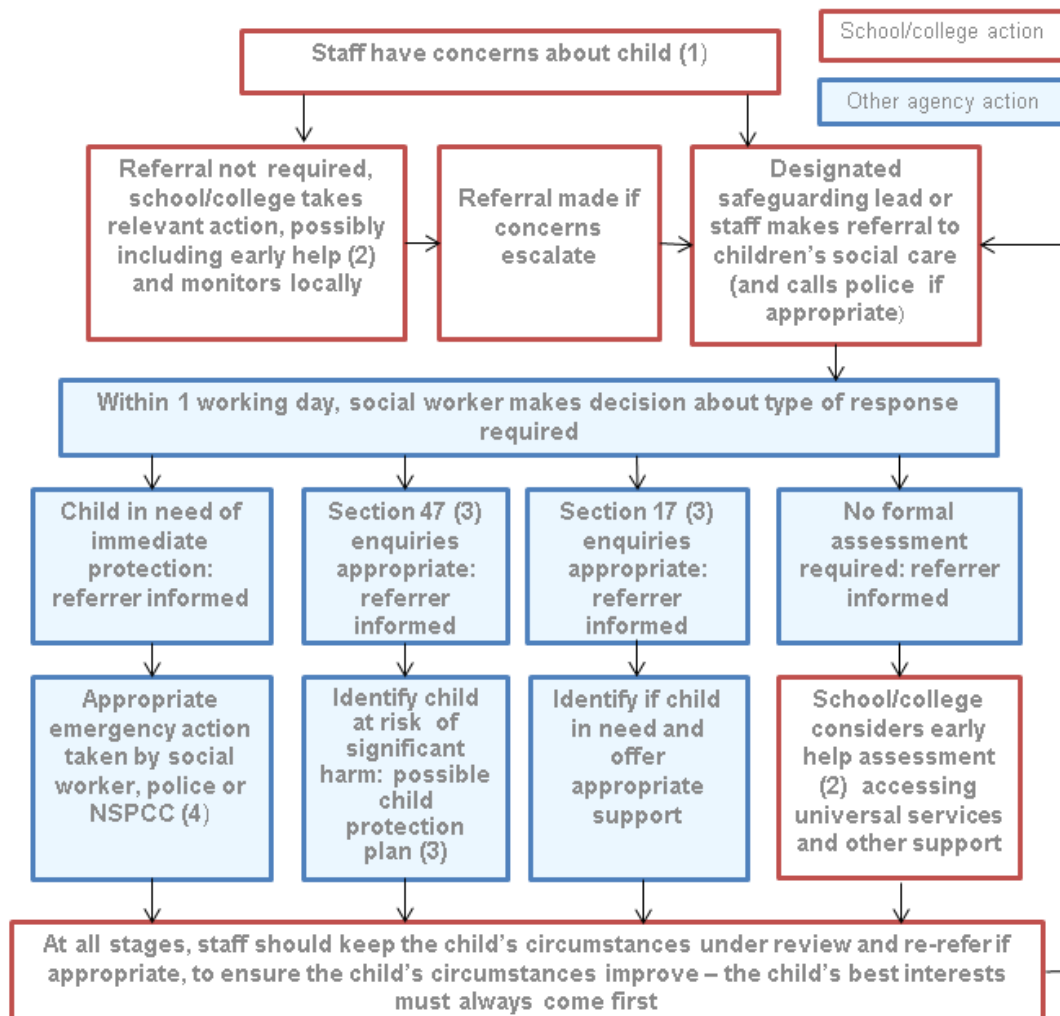 School/college action
Staff have concerns about child (1)
Other agency action
Referral not required,
school/college takes
relevant action, possibly
including early help (2)
and monitors locally
Referral made if
concerns
escalate
Designated
safeguarding lead or
staff makes referral to
children’s social care
(and calls police if
appropriate)
Within 1 working day, social worker makes decision about type of response
required
Child in need of
immediate
protection:
referrer informed
Section 47 (3)
enquiries
appropriate:
referrer
informed
Section 17 (3)
enquiries
appropriate:
referrer
informed
No formal
assessment
required: referrer
informed
Appropriate
emergency action
taken by social
worker, police or
NSPCC (4)
Identify child
at risk of
significant
harm: possible
child
protection
plan (3)
Identify if child
in need and
offer
appropriate
support
School/college
considers early
help assessment
(2) accessing
universal services
and other support
At all stages, staff should keep the child’s circumstances under review and re-refer if
appropriate, to ensure the child’s circumstances improve – the child’s best interests
must always come first